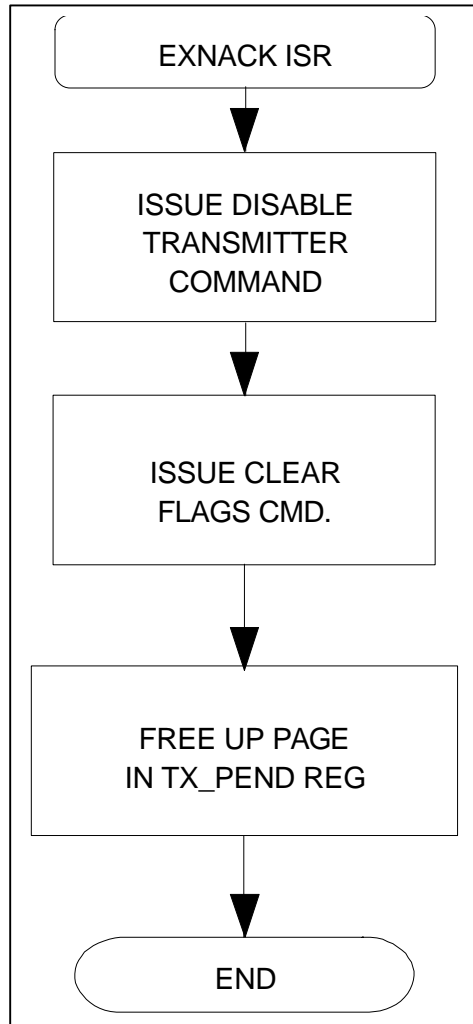 EXNACK ISR
ISSUE DISABLE
TRANSMITTER
COMMAND
ISSUE CLEAR
FLAGS CMD.
FREE UP PAGE
IN TX_PEND REG
END